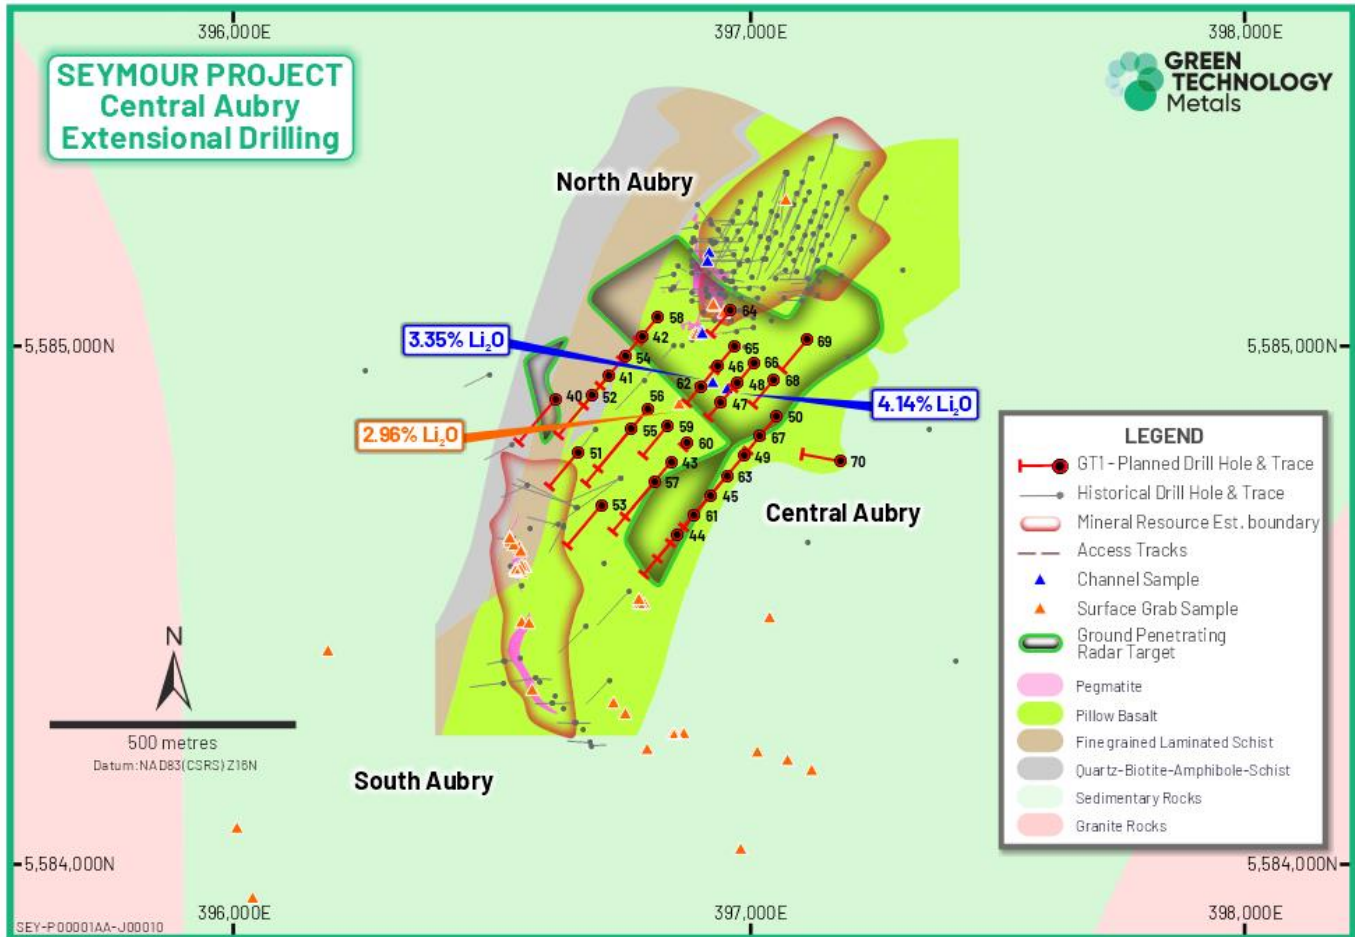 396,000E
397,000E
398,000E
SEYMOUR PROJECT
Central Aubry
Extensional Drilling
GREEN
TECHNOLOGY
Metals
North Aubry
64
58
42
69
65
54
66
46
41
62
48
68
40
52
56
47
50
59
55
67
60
51
49
43
70
63
57
45
53
61
44
5,585,000N
5,585,000N
3.35% Li₂O
4.14% Li₂O
2.96% Li₂O
Central Aubry
LEGEND
GT1 - Planned Drill Hole & Trace
Historical Drill Hole & Trace
Mineral Resource Est. boundary
Access Tracks
Channel Sample
Surface Grab Sample
Ground Penetrating
Radar Target
Pegmatite
Pillow Basalt
Fine grained Laminated Schist
Quartz-Biotite-Amphibole-Schist
Sedimentary Rocks
Granite Rocks
N
500 metres
Datum: NAD83(CSRS) Z16N
South Aubry
5,584,000N
5,584,000N
396,000E
397,000E
398,000E
SEY-P00001AA-J00010